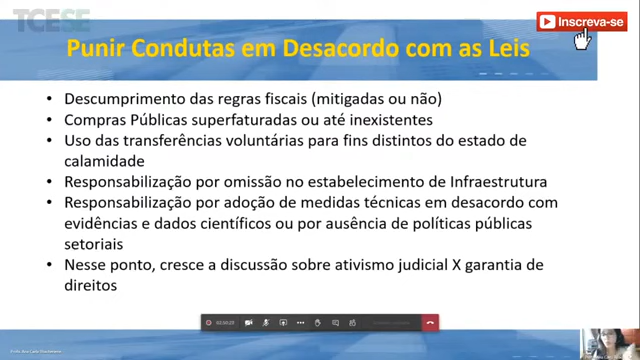 TCESE
Inscreva-se
Punir Condutas em Desacordo com as Leis
• Descumprimento das regras fiscais (mitigadas ou não)
• Compras Públicas superfaturadas ou até inexistentes
• Uso das transferências voluntárias para fins distintos do estado de
calamidade
• Responsabilização por omissão no estabelecimento de Infraestrutura
• Responsabilização por adoção de medidas técnicas em desacordo com
evidências e dados científicos ou por ausência de políticas públicas
setoriais
• Nesse ponto, cresce a discussão sobre ativismo judicial X garantia de
direitos